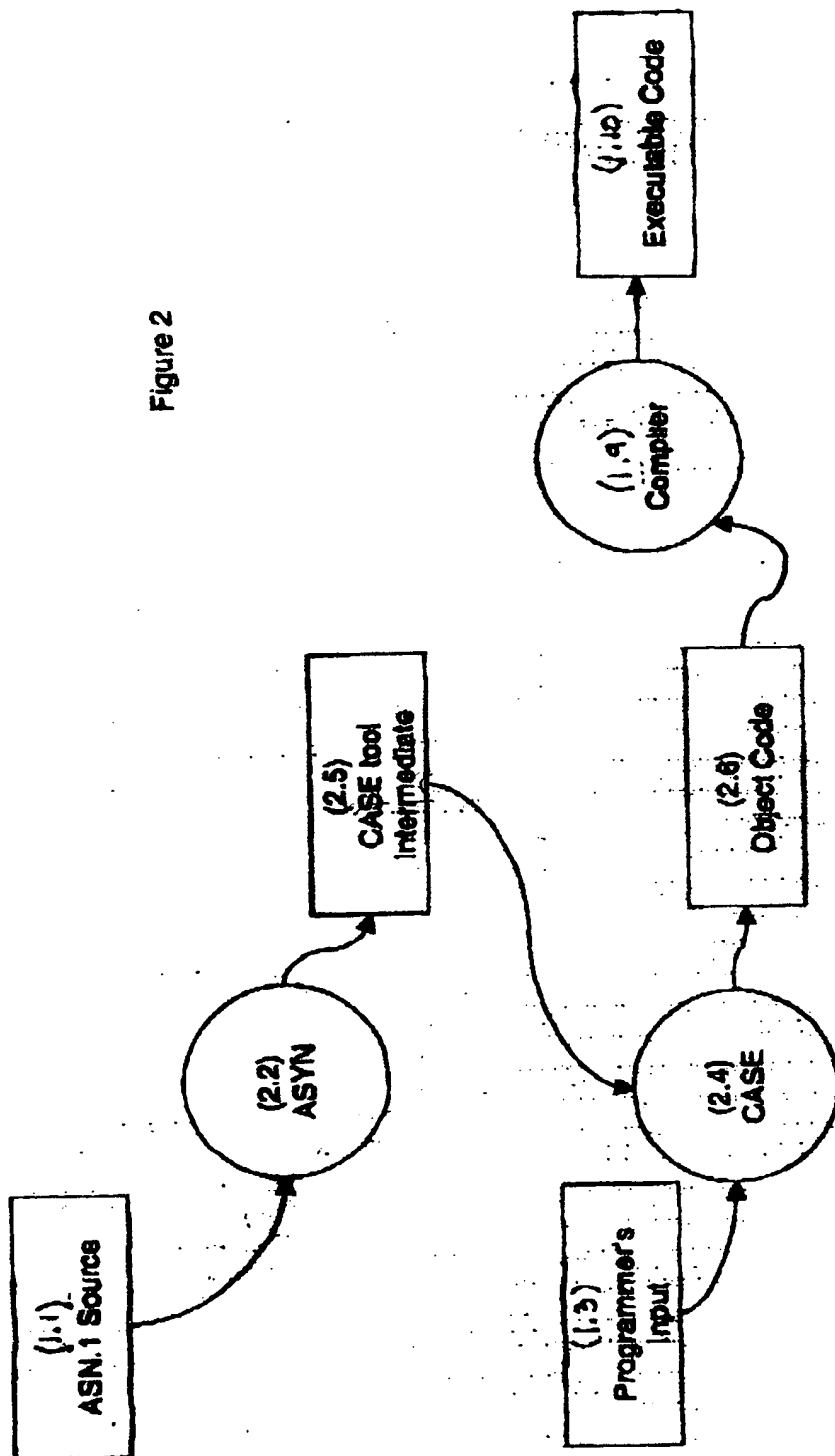 Figure 2
(1.1)
ASN.1 Source
(2.2)
ASYN
(2.5)
CASE tool
Intermediate
(1.3)
Programmer's
Input
(2.4)
CASE
(2.6)
Object Code
(1.9)
Compiler
(1.10)
Executable Code